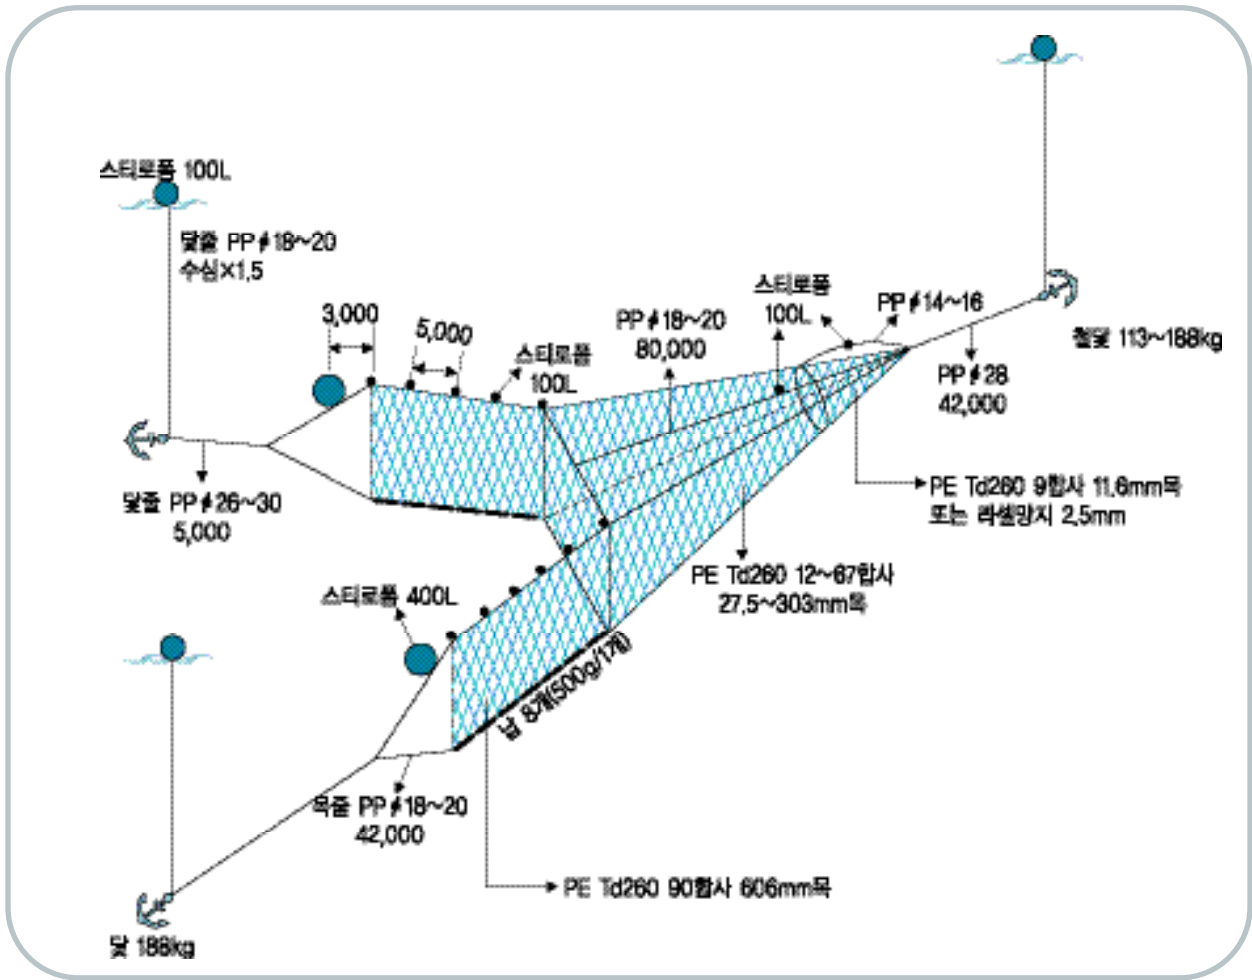 스티로폼 100L
닻줄 PP ∮18~20
수심×1.5
3,000
5,000
스티로폼
100L
PP ∮18~20
80,000
스티로폼
100L
PP ∮14~16
철닻 113~188kg
PP ∮28
42,000
닻줄 PP ∮26~30
5,000
PE Td260 9합사 11.6mm목
또는 라셀망지 2.5mm
PE Td260 12~67합사
27.5~303mm목
스티로폼 400L
납 8개(500g/1개)
목줄 PP ∮18~20
42,000
PE Td260 90합사 606mm목
닻 188kg